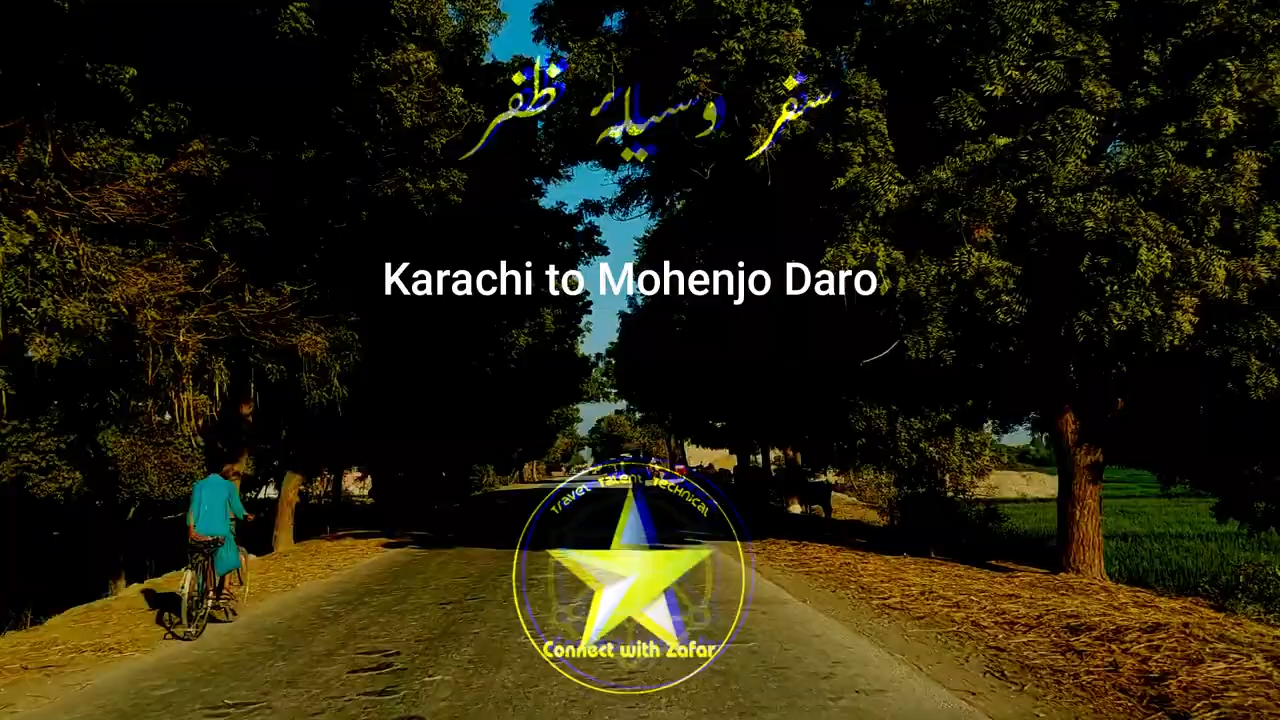 سفر وسیلہ ظفر
Karachi to Mohenjo Daro
Travel Talent Technical
Connect with Zafar